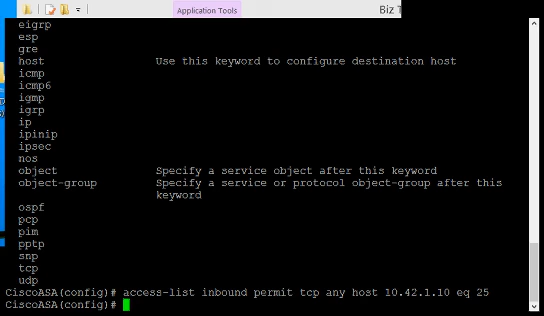 Application Tools
Biz T
eigrp
esp
gre
host Use this keyword to configure destination host
icmp
icmp6
igmp
igrp
ip
ipinip
ipsec
nos
object Specify a service object after this keyword
object-group Specify a service or protocol object-group after this
keyword
ospf
pcp
pim
pptp
snp
tcp
udp
CiscoASA(config)# access-list inbound permit tcp any host 10.42.1.10 eq 25
CiscoASA(config)#